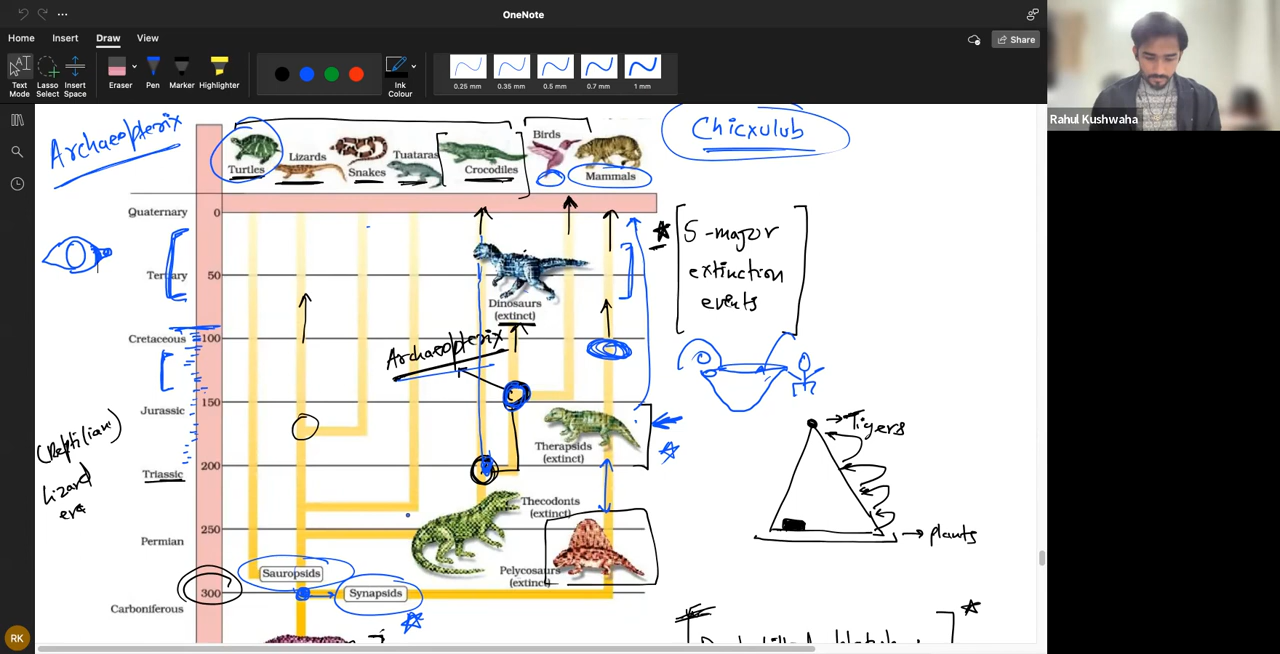 OneNote
Home Insert Draw View
Share
Text Mode
Lasso Select
Insert Space
Eraser
Pen
Marker
Highlighter
Ink Colour
0.25 mm
0.35 mm
0.5 mm
0.7 mm
1 mm
Rahul Kushwaha
Archaeopterix
Chicxulub
Turtles
Lizards
Snakes
Tuataras
Crocodiles
Birds
Mammals
Quaternary 0
Tertiary 50
Cretaceous 100
Jurassic 150
Triassic 200
Permian 250
300
Carboniferous
Dinosaurs
(extinct)
Archaeopterix
Therapsids
(extinct)
Thecodonts
(extinct)
Pelycosaurs
(extinct)
Sauropsids
Synapsids
5-major
extinction
events
Tigers
plants
(Reptilian)
lizard
era
RK